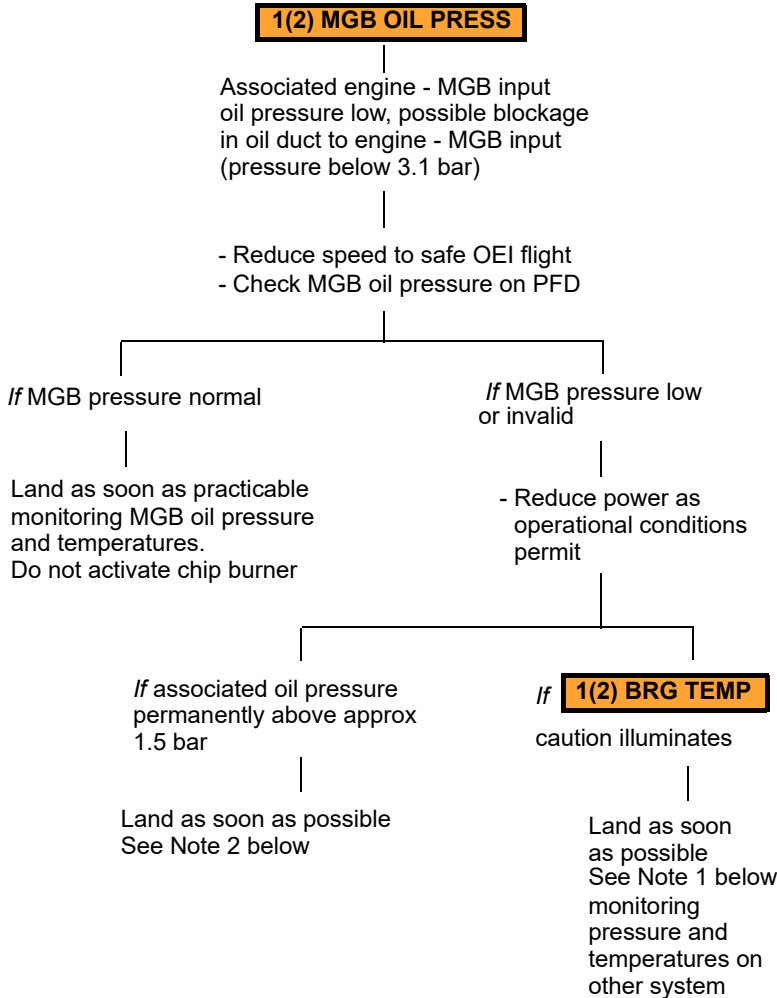 1(2) MGB OIL PRESS
Associated engine - MGB input
oil pressure low, possible blockage
in oil duct to engine - MGB input
(pressure below 3.1 bar)
- Reduce speed to safe OEI flight
- Check MGB oil pressure on PFD
If MGB pressure normal
Land as soon as practicable
monitoring MGB oil pressure
and temperatures.
Do not activate chip burner
If MGB pressure low
or invalid
- Reduce power as
operational conditions
permit
If associated oil pressure
permanently above approx
1.5 bar
Land as soon as possible
See Note 2 below
If 1(2) BRG TEMP
caution illuminates
Land as soon
as possible
See Note 1 below
monitoring
pressure and
temperatures on
other system